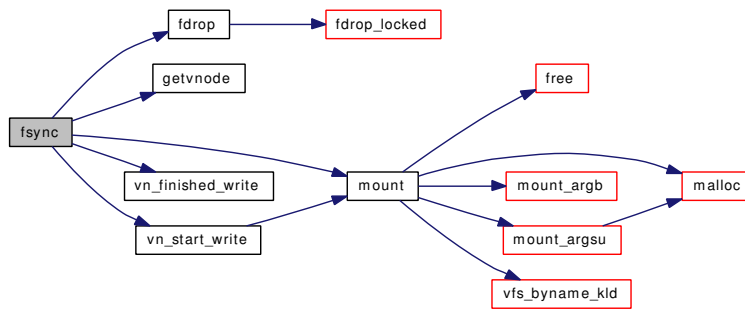 fdrop
fdrop_locked
getvnode
free
fsync
vn_finished_write
mount
mount_argb
malloc
vn_start_write
mount_argsu
vfs_byname_kld